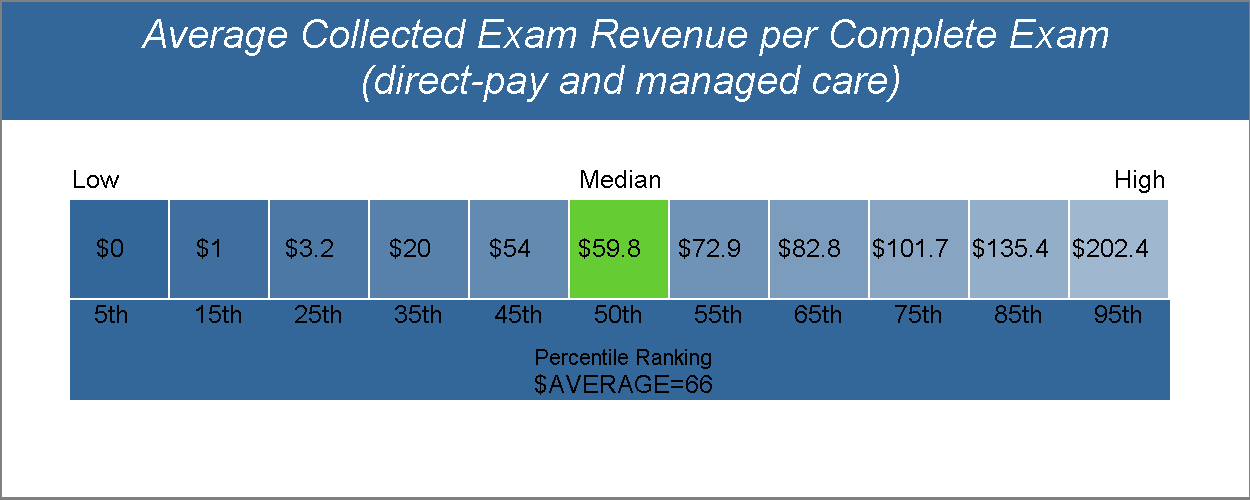 Average Collected Exam Revenue per Complete Exam
(direct-pay and managed care)
Low Median High
$0 $1 $3.2 $20 $54 $59.8 $72.9 $82.8 $101.7 $135.4 $202.4
5th 15th 25th 35th 45th 50th 55th 65th 75th 85th 95th
Percentile Ranking
$AVERAGE=66